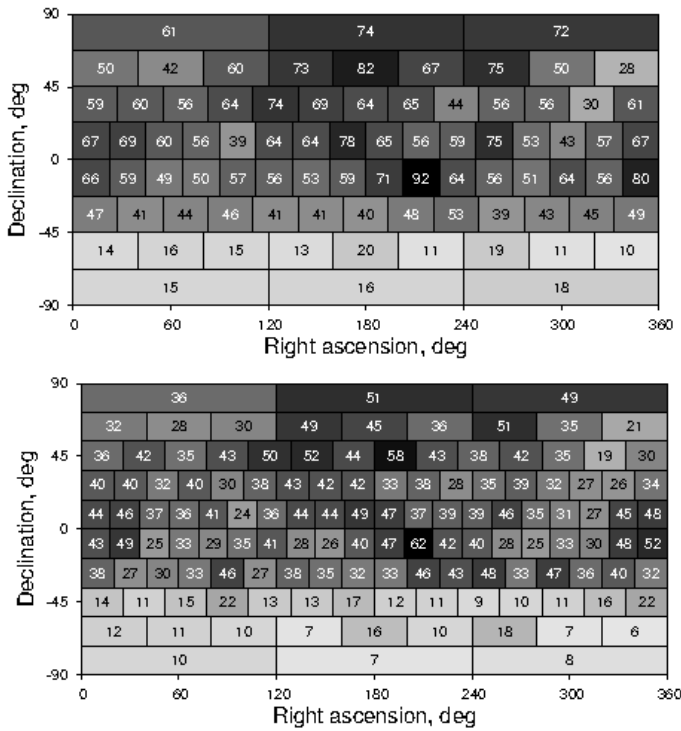 90
61 74 72
50 42 60 73 82 67 75 50 28
45
59 60 56 64 74 69 64 65 44 56 56 30 61
67 69 60 56 39 64 64 78 65 56 59 75 53 43 57 67
0
66 59 49 50 57 56 53 59 71 92 64 56 51 64 56 80
47 41 44 46 41 41 40 48 53 39 43 45 49
-45
14 16 15 13 20 11 19 11 10
15 16 18
-90
0 60 120 180 240 300 360
Declination, deg
Right ascension, deg
90
36 51 49
32 28 30 49 45 36 51 35 21
45
36 42 35 43 50 52 44 58 43 38 42 35 19 30
40 40 32 40 30 38 43 42 42 33 38 28 35 39 32 27 26 34
44 46 37 36 41 24 36 44 44 49 47 37 39 39 46 35 31 27 45 48
0
43 49 25 33 29 35 41 28 26 40 47 62 42 40 28 25 33 30 48 52
38 27 30 33 46 27 38 35 32 33 46 43 48 33 47 36 40 32
-45
14 11 15 22 13 13 17 12 11 9 10 11 16 22
12 11 10 7 16 10 18 7 6
10 7 8
-90
0 60 120 180 240 300 360
Declination, deg
Right ascension, deg